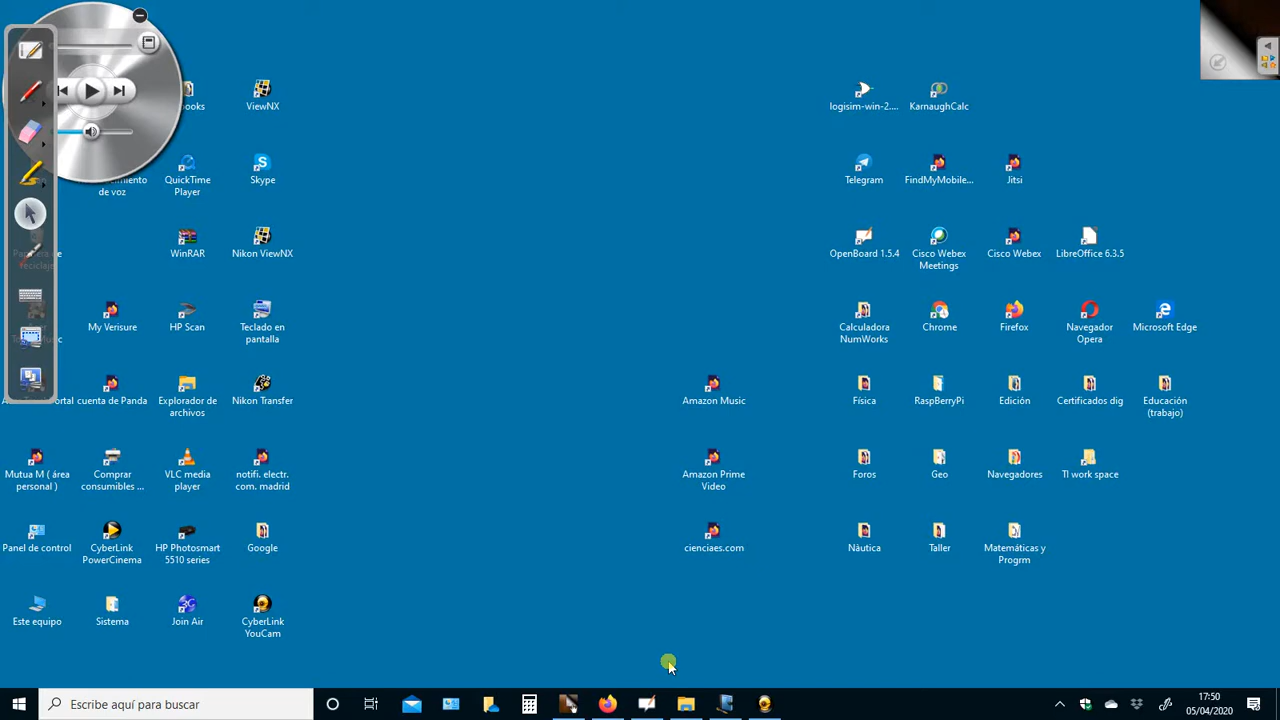 ooks
ViewNX
logisim-win-2....
KarnaughCalc
imiento
de voz
QuickTime
Player
Skype
Telegram
FindMyMobile...
Jitsi
Papelera de
reciclaje
WinRAR
Nikon ViewNX
OpenBoard 1.5.4
Cisco Webex
Meetings
Cisco Webex
LibreOffice 6.3.5
My Verisure
HP Scan
Teclado en
pantalla
Calculadora
NumWorks
Chrome
Firefox
Navegador
Opera
Microsoft Edge
ortal
cuenta de Panda
Explorador de
archivos
Nikon Transfer
Amazon Music
Física
RaspBerryPi
Edición
Certificados dig
Educación
(trabajo)
Mutua M ( área
personal )
Comprar
consumibles ...
VLC media
player
notifi. electr.
com. madrid
Amazon Prime
Video
Foros
Geo
Navegadores
TI work space
Panel de control
CyberLink
PowerCinema
HP Photosmart
5510 series
Google
cienciaes.com
Nàutica
Taller
Matemáticas y
Progrm
Este equipo
Sistema
Join Air
CyberLink
YouCam
Escribe aquí para buscar
17:50
05/04/2020